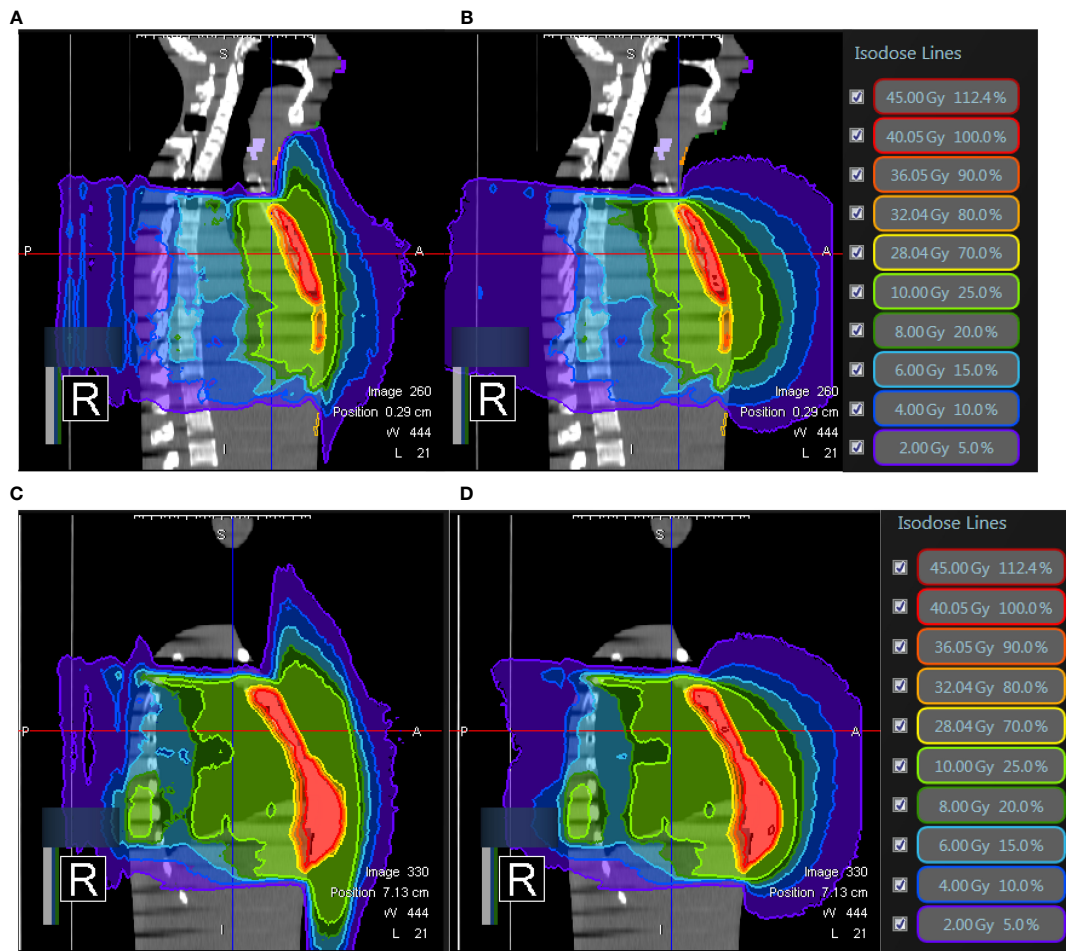 A
B
S
P
A
I
R
Image 260
Position 0.29 cm
W 444
L 21
S
A
I
R
Image 260
Position 0.29 cm
W 444
L 21
Isodose Lines
45.00 Gy 112.4 %
40.05 Gy 100.0 %
36.05 Gy 90.0 %
32.04 Gy 80.0 %
28.04 Gy 70.0 %
10.00 Gy 25.0 %
8.00 Gy 20.0 %
6.00 Gy 15.0 %
4.00 Gy 10.0 %
2.00 Gy 5.0 %
C
D
S
P
A
I
R
Image 330
Position 7.13 cm
W 444
L 21
S
P
A
I
R
Image 330
Position 7.13 cm
W 444
L 21
Isodose Lines
45.00 Gy 112.4 %
40.05 Gy 100.0 %
36.05 Gy 90.0 %
32.04 Gy 80.0 %
28.04 Gy 70.0 %
10.00 Gy 25.0 %
8.00 Gy 20.0 %
6.00 Gy 15.0 %
4.00 Gy 10.0 %
2.00 Gy 5.0 %